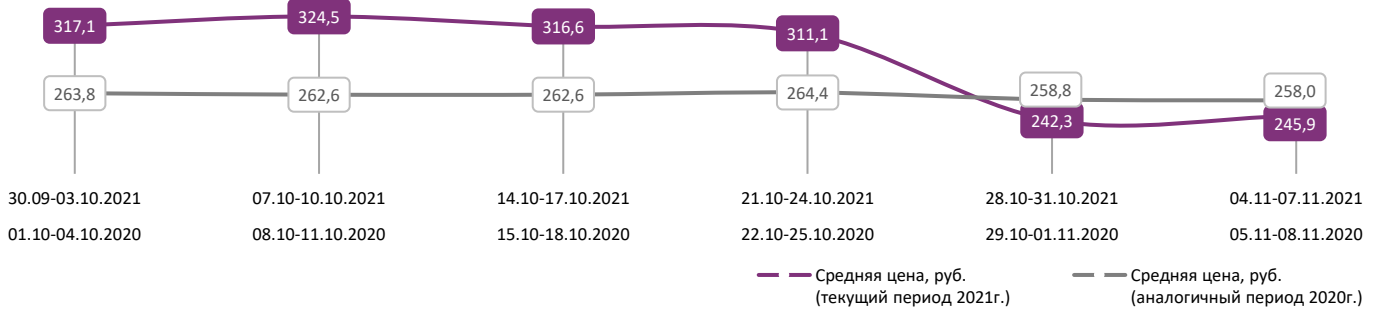 317,1 324,5 316,6 311,1 242,3 245,9
263,8 262,6 262,6 264,4 258,8 258,0
30.09-03.10.2021 07.10-10.10.2021 14.10-17.10.2021 21.10-24.10.2021 28.10-31.10.2021 04.11-07.11.2021
01.10-04.10.2020 08.10-11.10.2020 15.10-18.10.2020 22.10-25.10.2020 29.10-01.11.2020 05.11-08.11.2020
Средняя цена, руб.
(текущий период 2021г.)
Средняя цена, руб.
(аналогичный период 2020г.)